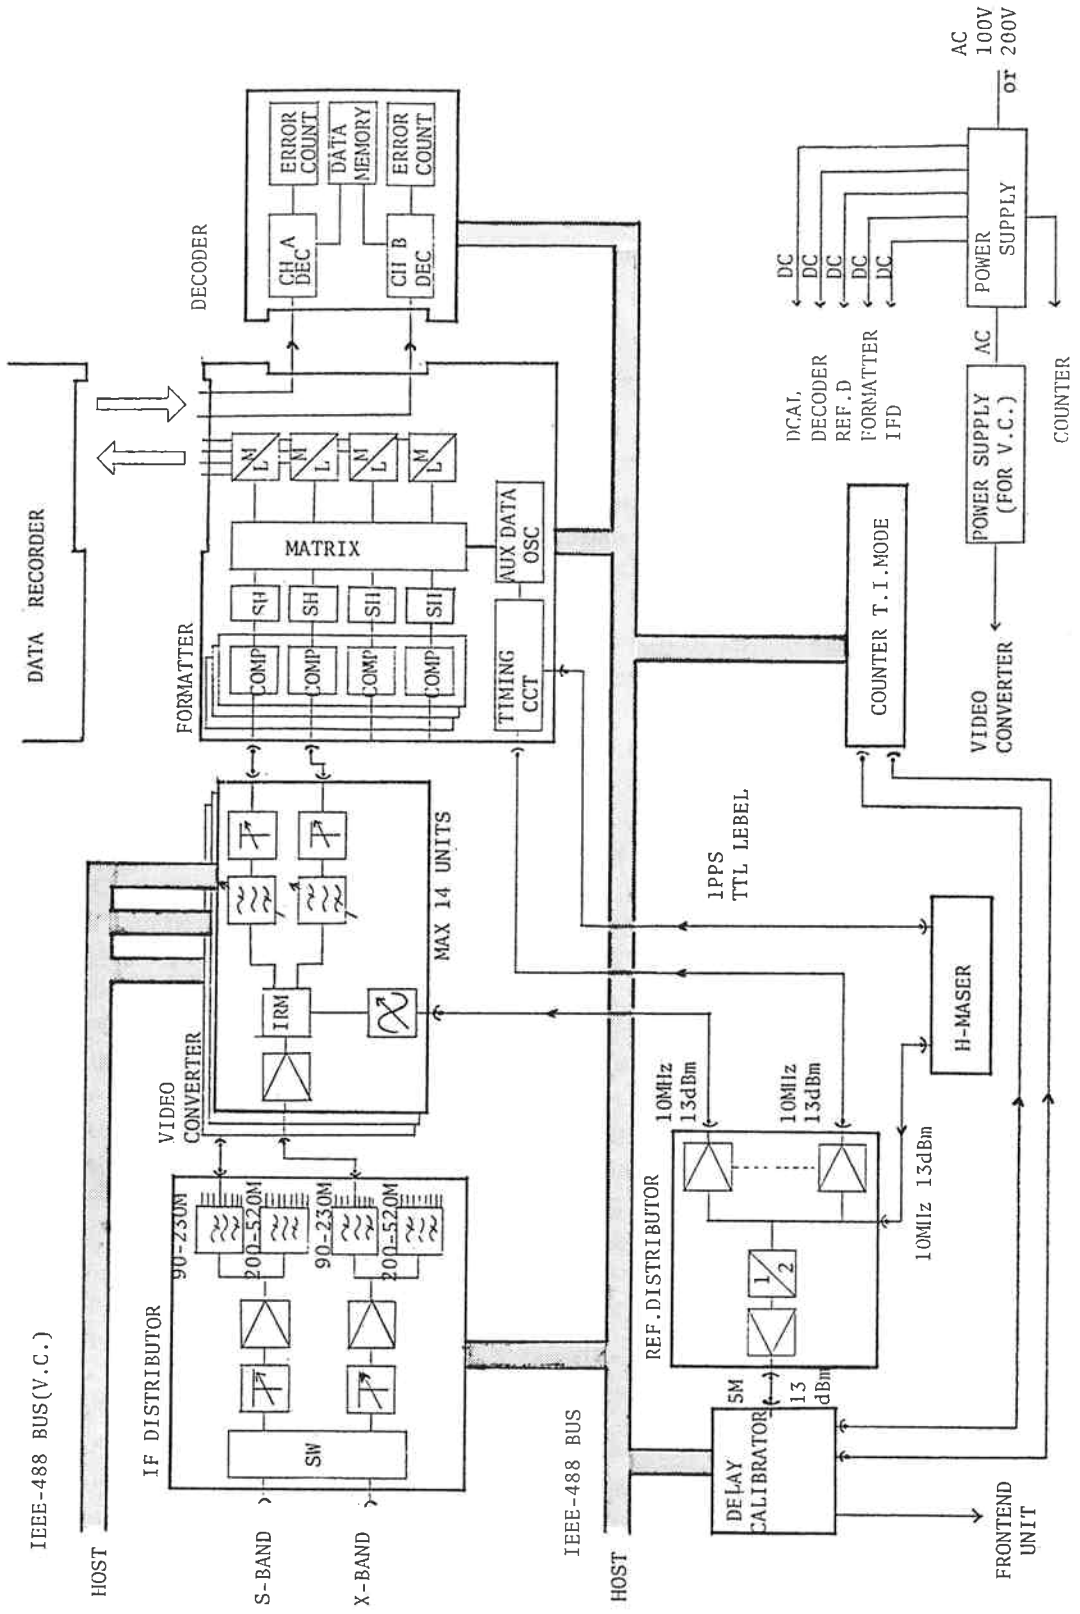 IEEE-488 BUS(V.C.)
HOST
S-BAND
X-BAND
IF DISTRIBUTOR
SW
90-230M
200-520M
90-230M
200-520M
VIDEO
CONVERTER
IRM
MAX 14 UNITS
DATA RECORDER
FORMATTER
COMP
COMP
COMP
COMP
SH
SH
SH
SH
MATRIX
M
L
M
L
M
L
M
L
TIMING
CCT
AUX DATA
OSC
DECODER
CH A
DEC
CH B
DEC
ERROR
COUNT
DATA
MEMORY
ERROR
COUNT
IEEE-488 BUS
HOST
DELAY
CALIBRATOR
5M
13
dBm
FRONTEND
UNIT
REF.DISTRIBUTOR
1
2
10MHz
13dBm
10MHz
13dBm
10MHz 13dBm
H-MASER
1PPS
TTL LEBEL
COUNTER T.I.MODE
VIDEO
CONVERTER
POWER SUPPLY
(FOR V.C.)
AC
POWER
SUPPLY
AC
100V
or 200V
DC
DC
DC
DC
DC
DCAL
DECODER
REF.D
FORMATTER
IFD
COUNTER